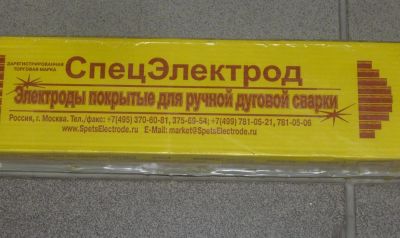 ЗАРЕГИСТРИРОВАННАЯ
ТОРГОВАЯ МАРКА
СпецЭлектрод
Электроды покрытые для ручной дуговой сварки
Россия, г. Москва. Тел./факс: +7(495) 370-60-81, 375-69-54; +7(499) 781-05-21, 781-05-06
www.SpetsElectrode.ru E-Mail: market@SpetsElectrode.ru